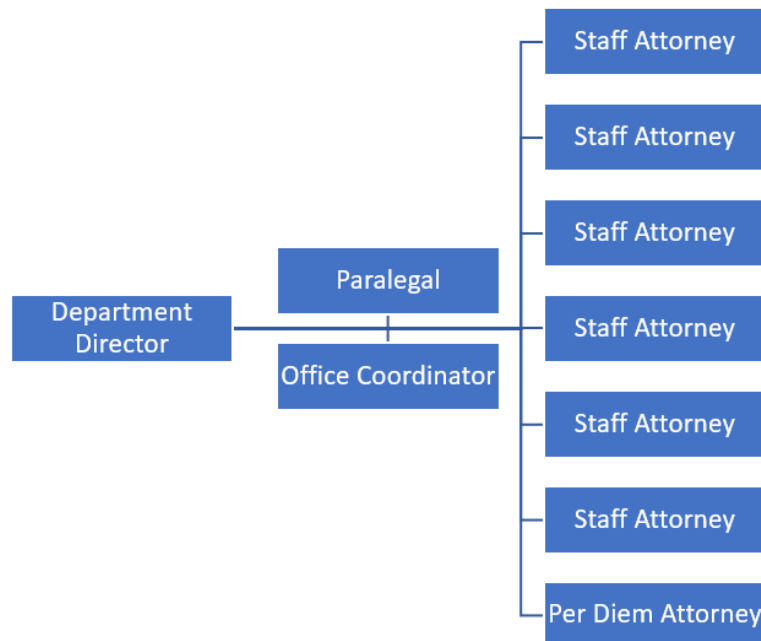 Department
Director
Paralegal
Office Coordinator
Staff Attorney
Staff Attorney
Staff Attorney
Staff Attorney
Staff Attorney
Staff Attorney
Per Diem Attorney